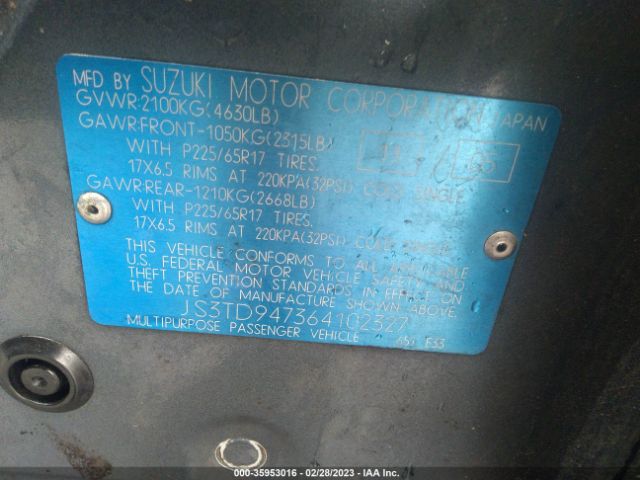 MFD BY SUZUKI MOTOR CORPORATION JAPAN
GVWR:2100KG(4630LB)
GAWR:FRONT-1050KG(2315LB)
WITH P225/65R17 TIRES.
17X6.5 RIMS AT 220KPA(32PSI) COLD SINGLE
GAWR:REAR-1210KG(2668LB)
WITH P225/65R17 TIRES.
17X6.5 RIMS AT 220KPA(32PSI) COLD SINGLE
THIS VEHICLE CONFORMS TO ALL APPLICABLE
U.S. FEDERAL MOTOR VEHICLE SAFETY, AND
THEFT PREVENTION STANDARDS IN EFFECT ON
THE DATE OF MANUFACTURE SHOWN ABOVE.
JS3TD947364102327
MULTIPURPOSE PASSENGER VEHICLE 65J F33
000-35953016 - 02/28/2023 - IAA Inc.